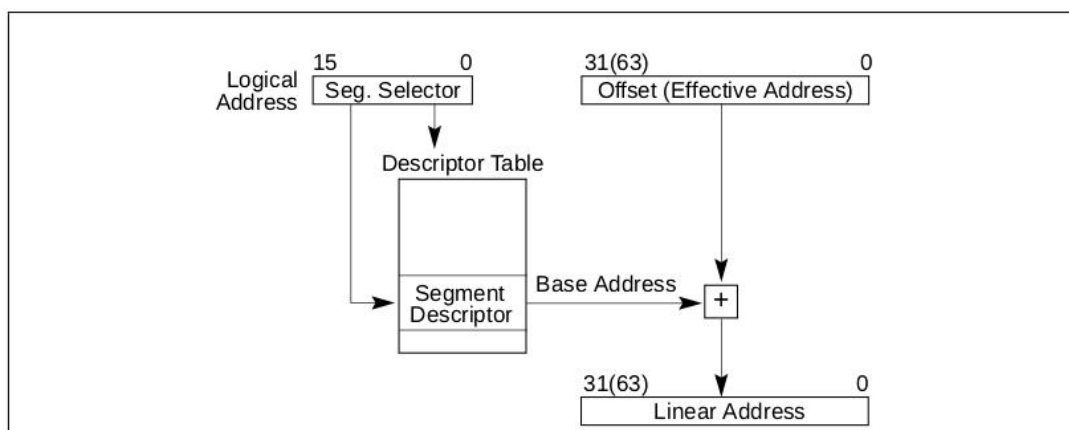 15 0
31(63) 0
Logical
Address
Seg. Selector
Offset (Effective Address)
Descriptor Table
Base Address
Segment
Descriptor
+
31(63) 0
Linear Address